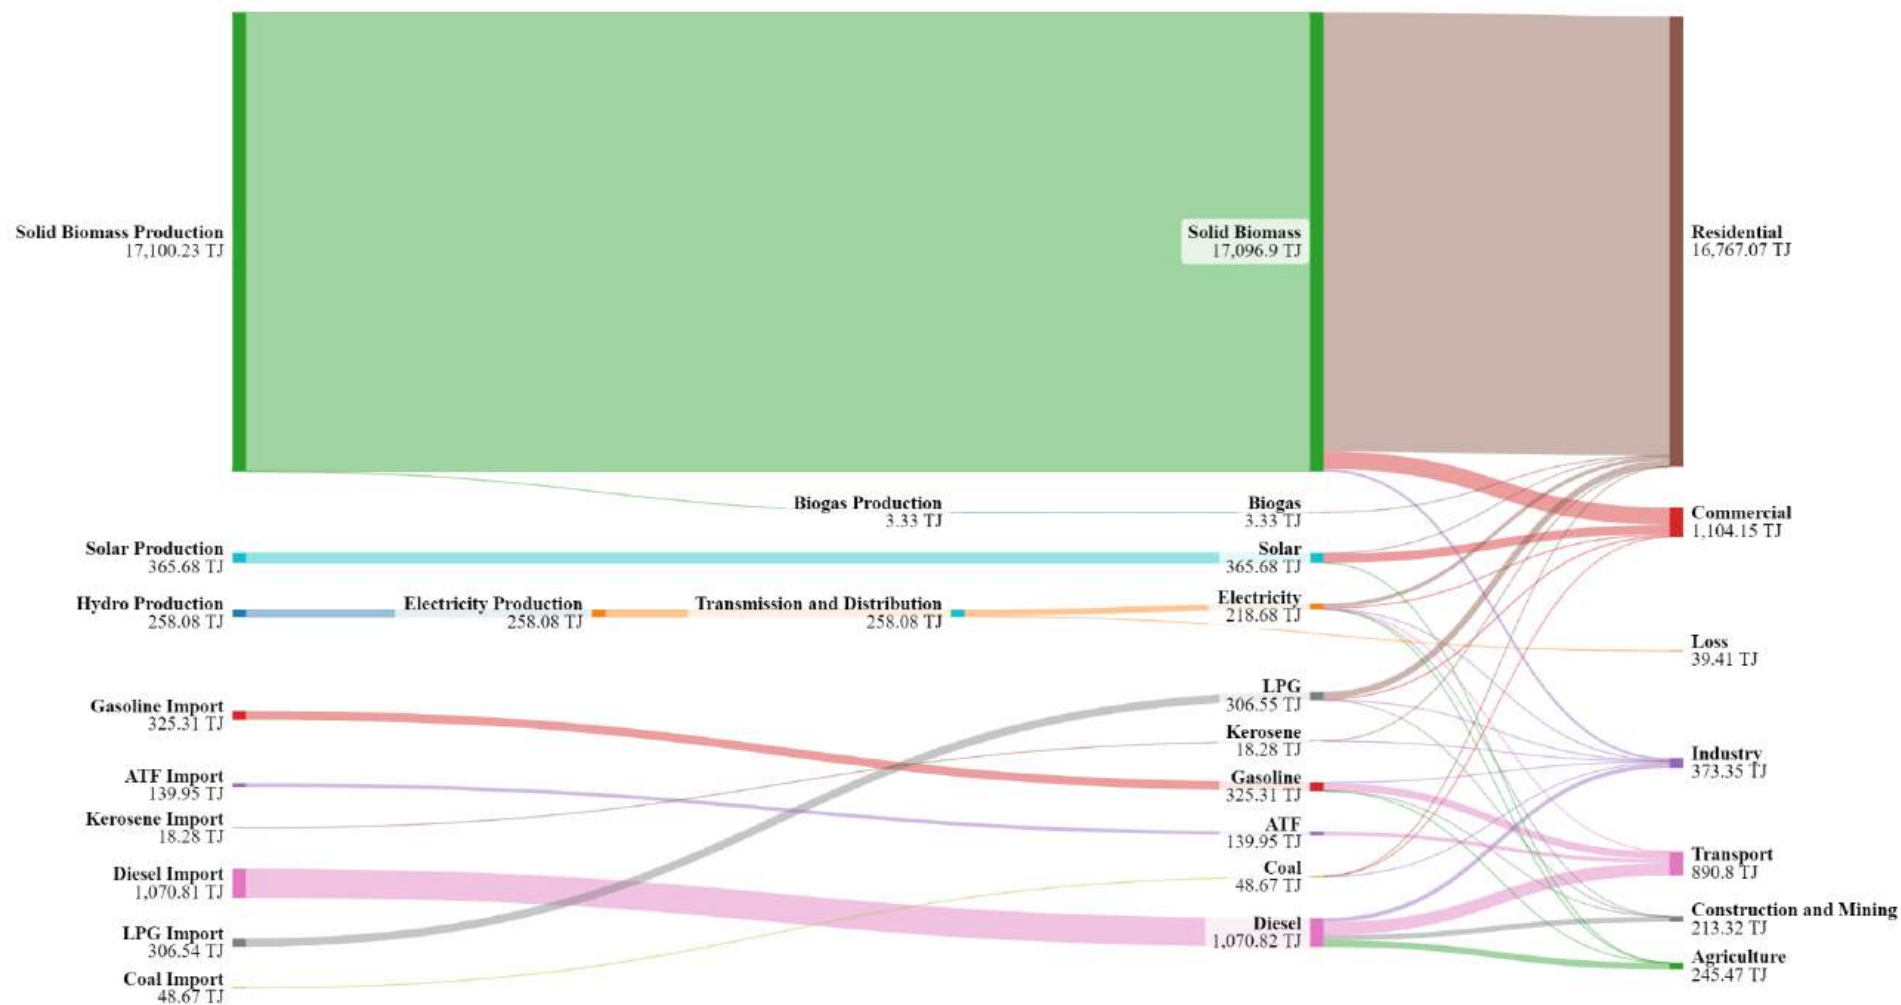 Solid Biomass Production
17,100.23 TJ
Solid Biomass
17,096.9 TJ
Residential
16,767.07 TJ
Biogas Production
3.33 TJ
Biogas
3.33 TJ
Commercial
1,104.15 TJ
Solar Production
365.68 TJ
Solar
365.68 TJ
Hydro Production
258.08 TJ
Electricity Production
258.08 TJ
Transmission and Distribution
258.08 TJ
Electricity
218.68 TJ
Loss
39.41 TJ
Gasoline Import
325.31 TJ
LPG
306.55 TJ
Kerosene
18.28 TJ
Industry
373.35 TJ
ATF Import
139.95 TJ
Gasoline
325.31 TJ
Kerosene Import
18.28 TJ
ATF
139.95 TJ
Transport
890.8 TJ
Diesel Import
1,070.81 TJ
Coal
48.67 TJ
Construction and Mining
213.32 TJ
LPG Import
306.54 TJ
Diesel
1,070.82 TJ
Agriculture
245.47 TJ
Coal Import
48.67 TJ